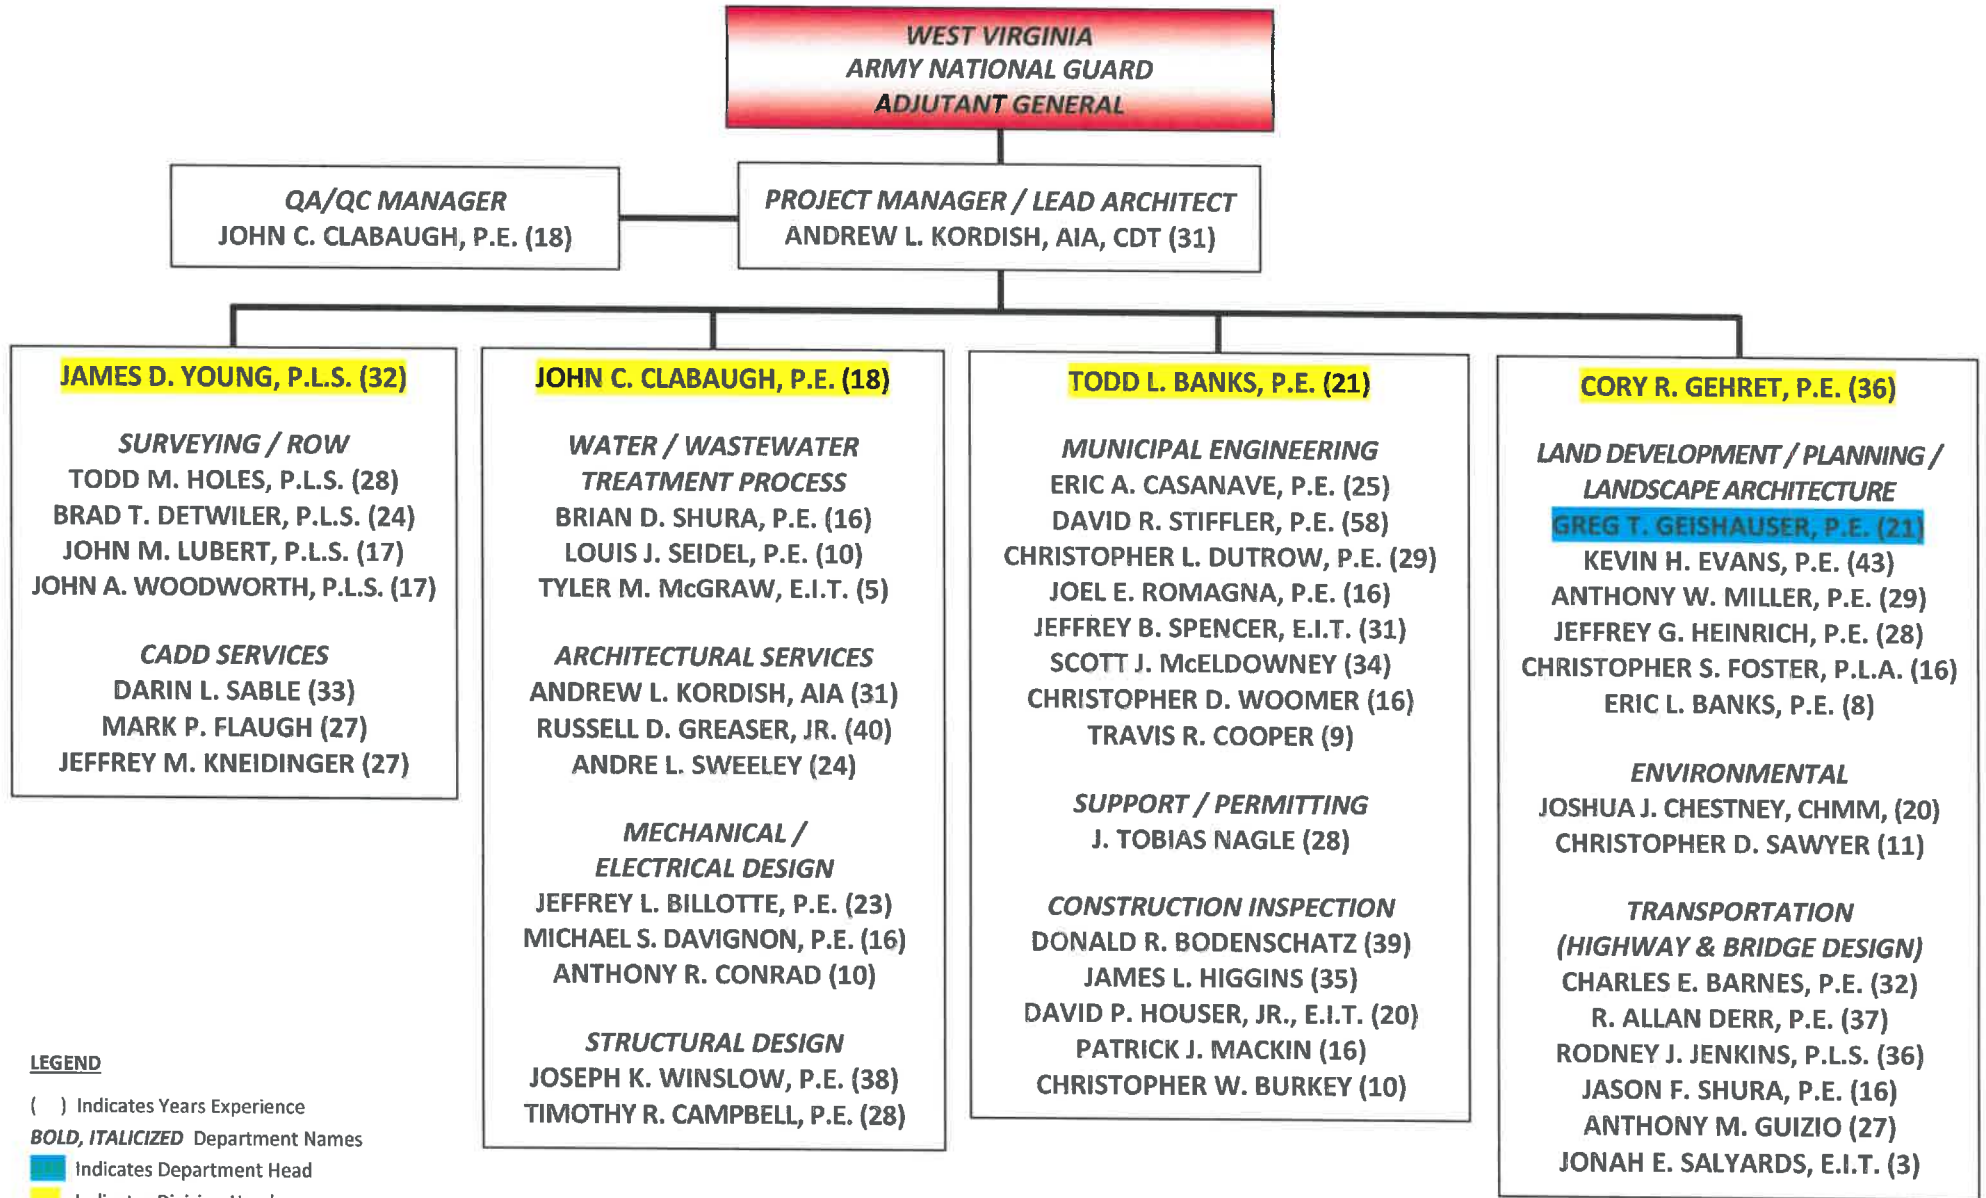 WEST VIRGINIA
ARMY NATIONAL GUARD
ADJUTANT GENERAL
QA/QC MANAGER
JOHN C. CLABAUGH, P.E. (18)
PROJECT MANAGER / LEAD ARCHITECT
ANDREW L. KORDISH, AIA, CDT (31)
JAMES D. YOUNG, P.L.S. (32)
SURVEYING / ROW
TODD M. HOLES, P.L.S. (28)
BRAD T. DETWILER, P.L.S. (24)
JOHN M. LUBERT, P.L.S. (17)
JOHN A. WOODWORTH, P.L.S. (17)
CADD SERVICES
DARIN L. SABLE (33)
MARK P. FLAUGH (27)
JEFFREY M. KNEIDINGER (27)
JOHN C. CLABAUGH, P.E. (18)
WATER / WASTEWATER
TREATMENT PROCESS
BRIAN D. SHURA, P.E. (16)
LOUIS J. SEIDEL, P.E. (10)
TYLER M. McGRAW, E.I.T. (5)
ARCHITECTURAL SERVICES
ANDREW L. KORDISH, AIA (31)
RUSSELL D. GREASER, JR. (40)
ANDRE L. SWEELEY (24)
MECHANICAL /
ELECTRICAL DESIGN
JEFFREY L. BILLOTTE, P.E. (23)
MICHAEL S. DAVIGNON, P.E. (16)
ANTHONY R. CONRAD (10)
STRUCTURAL DESIGN
JOSEPH K. WINSLOW, P.E. (38)
TIMOTHY R. CAMPBELL, P.E. (28)
TODD L. BANKS, P.E. (21)
MUNICIPAL ENGINEERING
ERIC A. CASANAVE, P.E. (25)
DAVID R. STIFFLER, P.E. (58)
CHRISTOPHER L. DUTROW, P.E. (29)
JOEL E. ROMAGNA, P.E. (16)
JEFFREY B. SPENCER, E.I.T. (31)
SCOTT J. McELDOWNEY (34)
CHRISTOPHER D. WOOMER (16)
TRAVIS R. COOPER (9)
SUPPORT / PERMITTING
J. TOBIAS NAGLE (28)
CONSTRUCTION INSPECTION
DONALD R. BODENSCHATZ (39)
JAMES L. HIGGINS (35)
DAVID P. HOUSER, JR., E.I.T. (20)
PATRICK J. MACKIN (16)
CHRISTOPHER W. BURKEY (10)
CORY R. GEHRET, P.E. (36)
LAND DEVELOPMENT / PLANNING /
LANDSCAPE ARCHITECTURE
GREG T. GEISHAUSER, P.E. (21)
KEVIN H. EVANS, P.E. (43)
ANTHONY W. MILLER, P.E. (29)
JEFFREY G. HEINRICH, P.E. (28)
CHRISTOPHER S. FOSTER, P.L.A. (16)
ERIC L. BANKS, P.E. (8)
ENVIRONMENTAL
JOSHUA J. CHESTNEY, CHMM, (20)
CHRISTOPHER D. SAWYER (11)
TRANSPORTATION
(HIGHWAY & BRIDGE DESIGN)
CHARLES E. BARNES, P.E. (32)
R. ALLAN DERR, P.E. (37)
RODNEY J. JENKINS, P.L.S. (36)
JASON F. SHURA, P.E. (16)
ANTHONY M. GUIZIO (27)
JONAH E. SALYARDS, E.I.T. (3)
LEGEND
( ) Indicates Years Experience
BOLD, ITALICIZED Department Names
Indicates Department Head